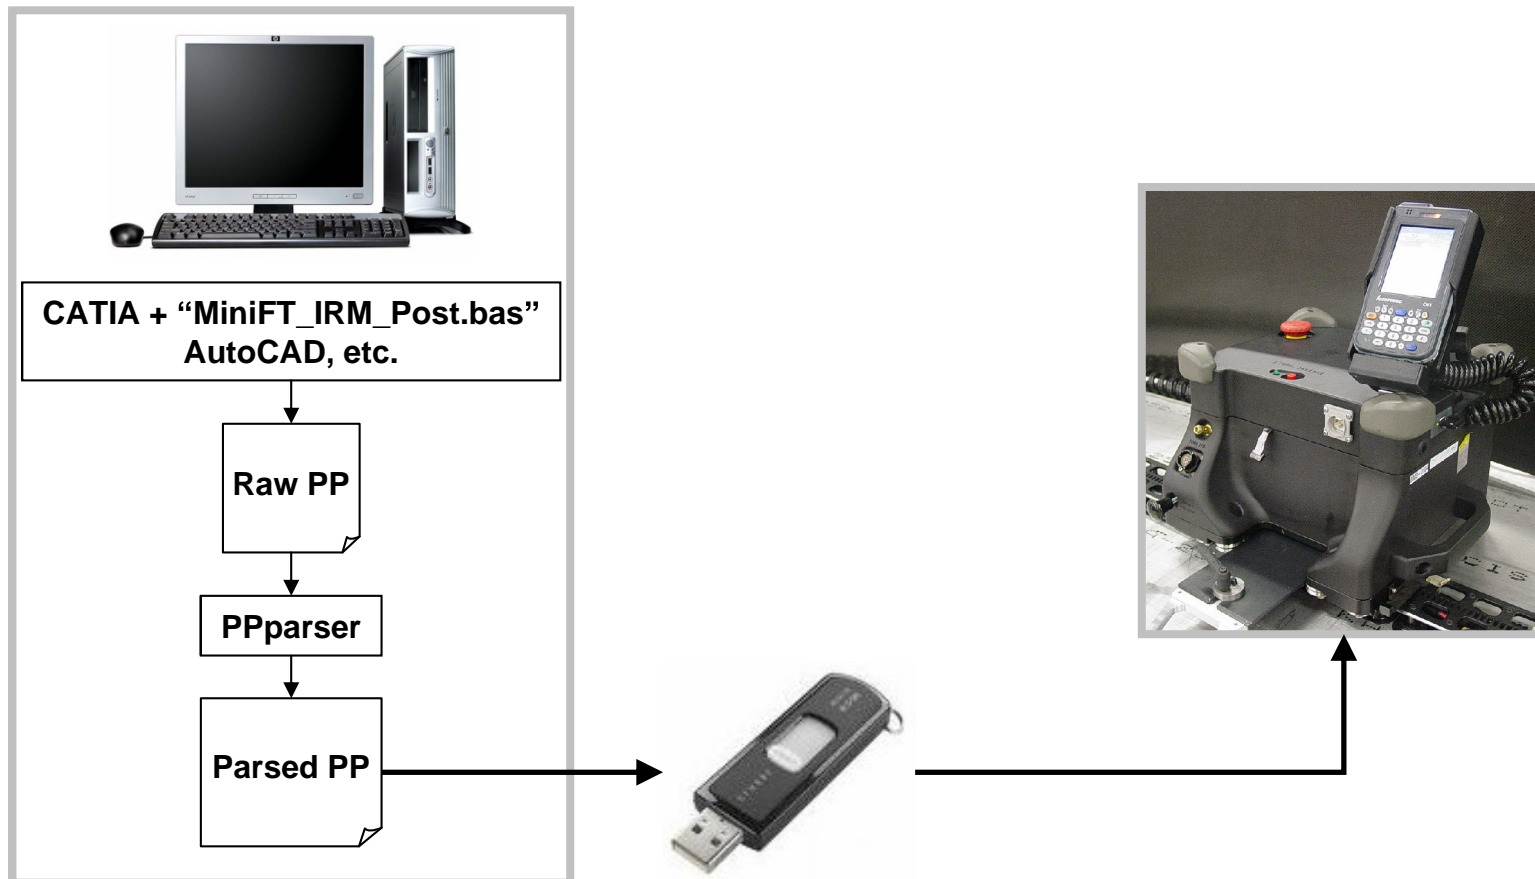 CATIA + “MiniFT_IRM_Post.bas”
AutoCAD, etc.
Raw PP
PPparser
Parsed PP